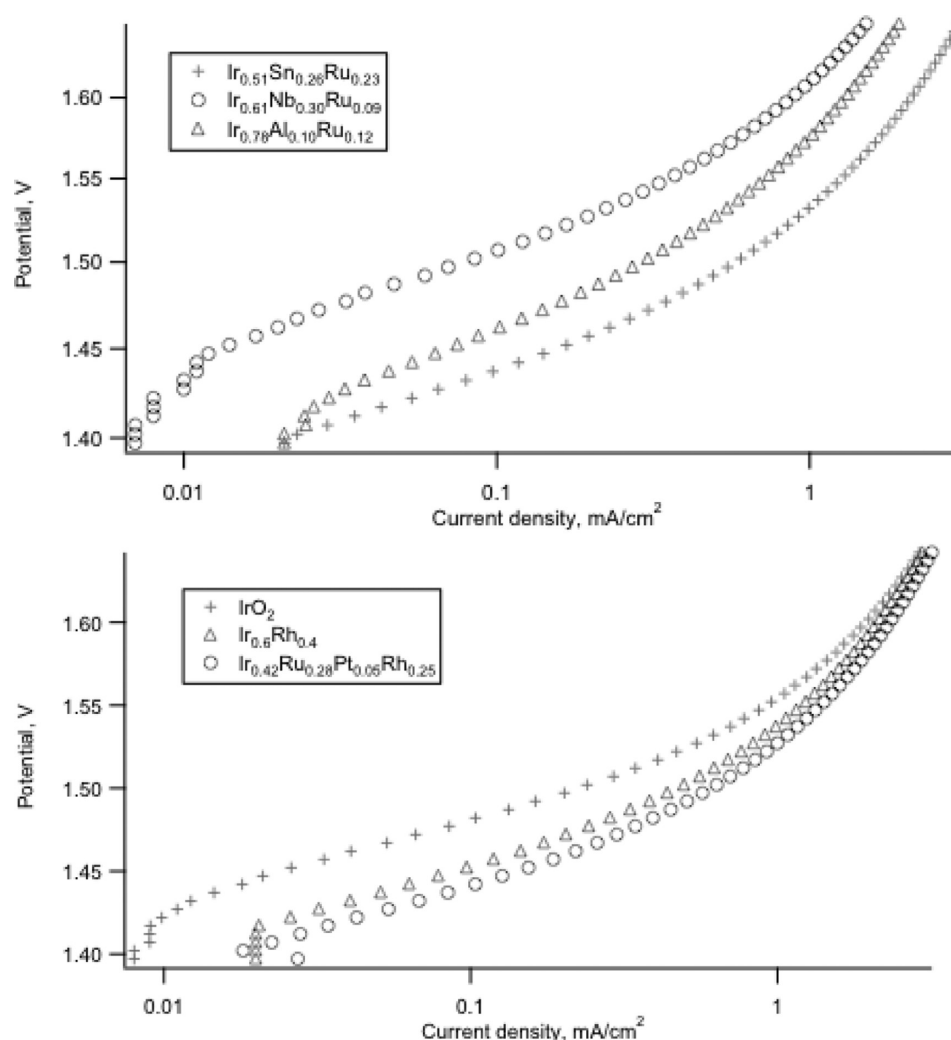 Ir0.51Sn0.26Ru0.23
Ir0.61Nb0.30Ru0.09
Ir0.78Al0.10Ru0.12
1.60
1.55
1.50
1.45
1.40
Potential, V
0.01
0.1
1
Current density, mA/cm2
IrO2
Ir0.6Rh0.4
Ir0.42Ru0.28Pt0.05Rh0.25
1.60
1.55
1.50
1.45
1.40
Potential, V
0.01
0.1
1
Current density, mA/cm2